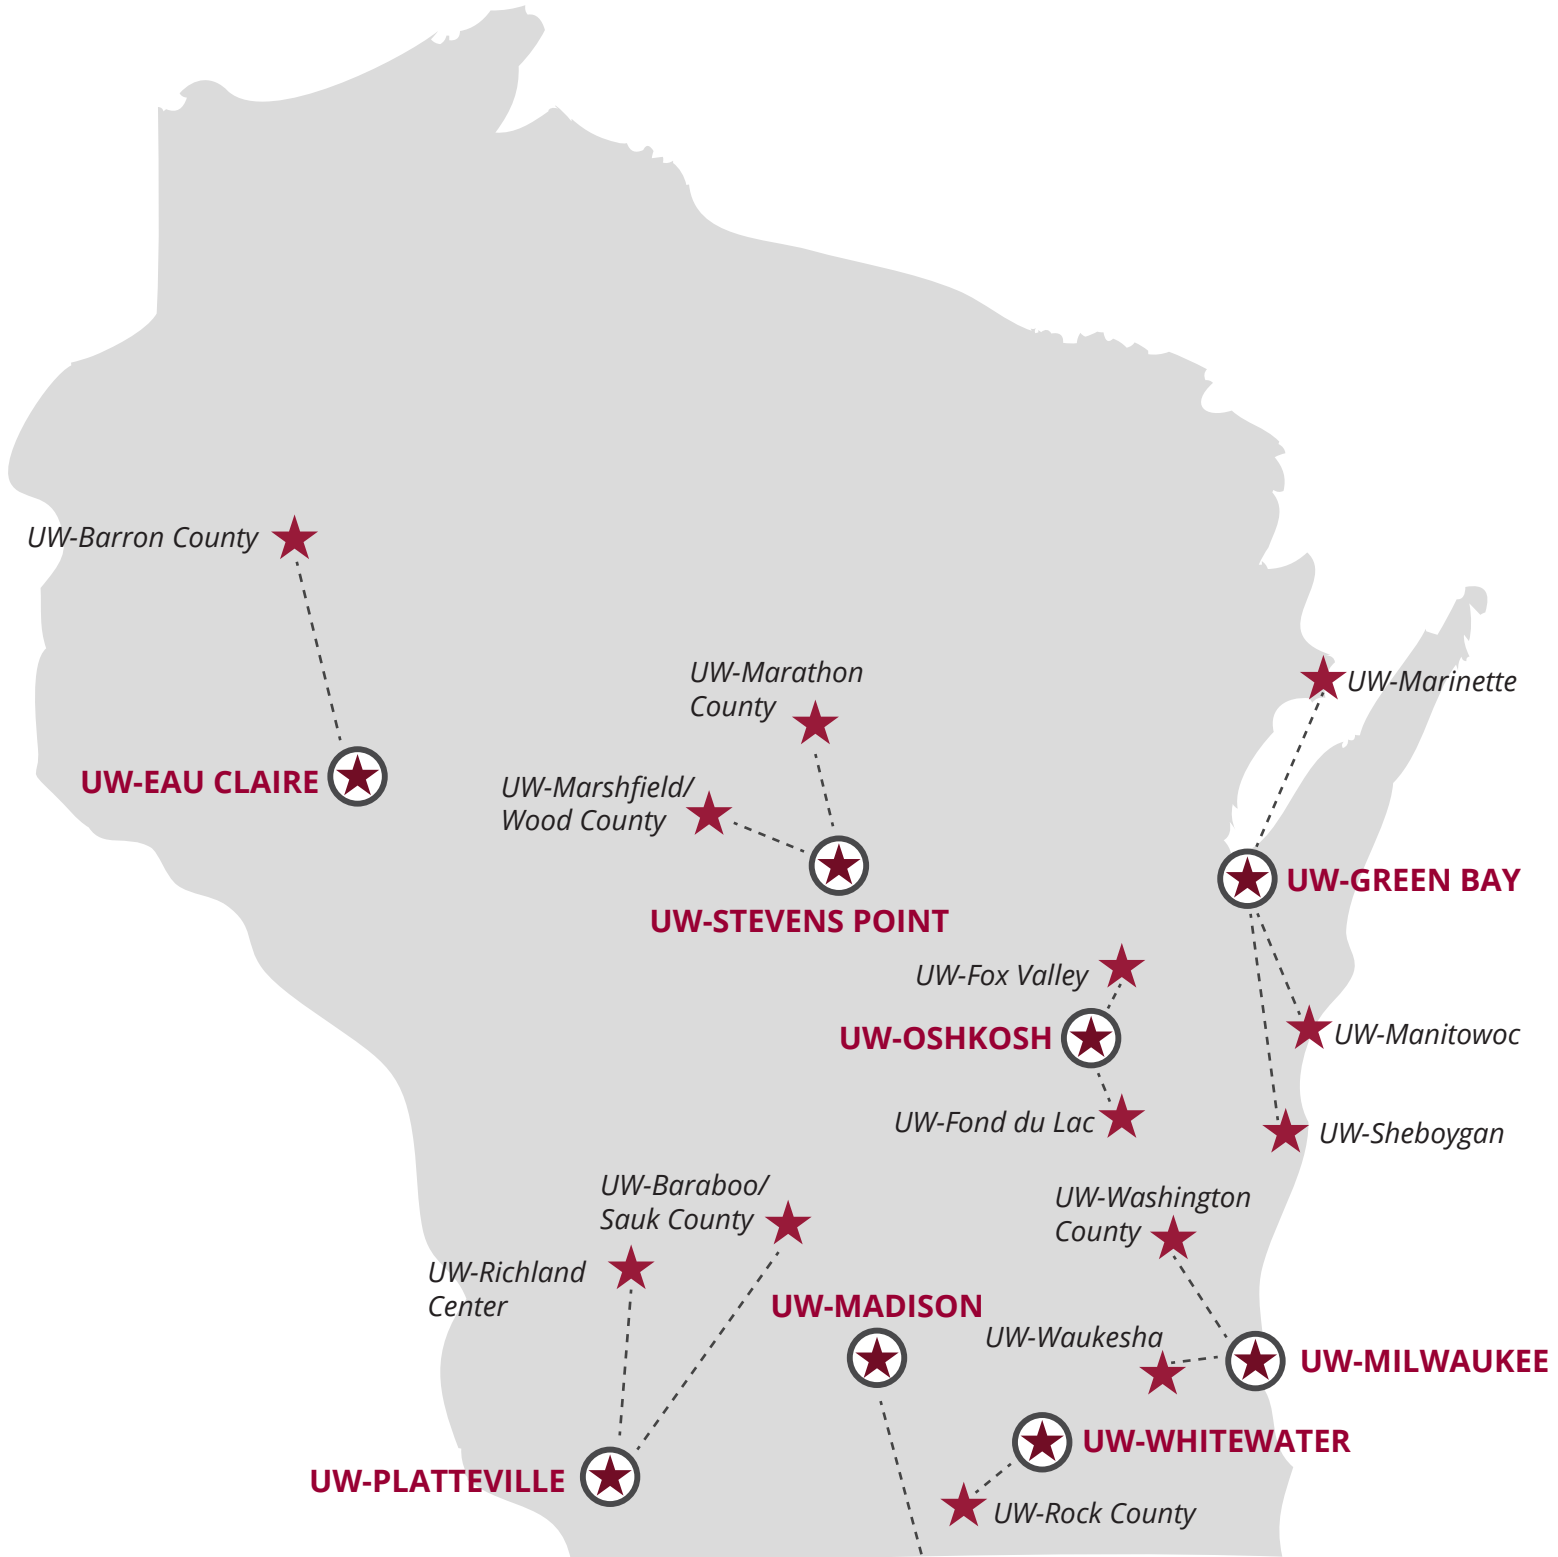 UW-Barron County
UW-Marathon
County
UW-Marinette
UW-EAU CLAIRE
UW-Marshfield/
Wood County
UW-GREEN BAY
UW-STEVENS POINT
UW-Fox Valley
UW-OSHKOSH
UW-Manitowoc
UW-Fond du Lac
UW-Sheboygan
UW-Baraboo/
Sauk County
UW-Washington
County
UW-Richland
Center
UW-MADISON
UW-Waukesha
UW-MILWAUKEE
UW-WHITEWATER
UW-PLATTEVILLE
UW-Rock County